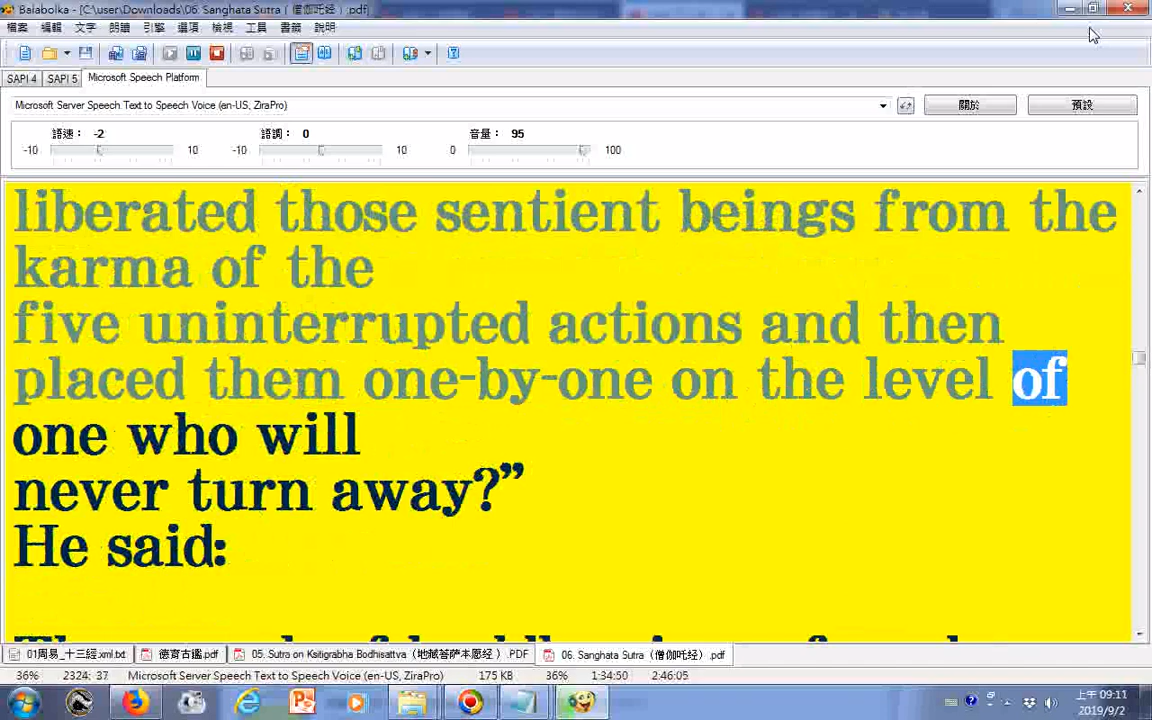 Balabolka - [C:\user\Downloads\06. Sanghata Sutra（僧伽吒经）.pdf]
檔案 編輯 文字 朗讀 引擎 選項 檢視 工具 書籤 說明
SAPI 4 SAPI 5 Microsoft Speech Platform
Microsoft Server Speech Text to Speech Voice (en-US, ZiraPro) 關於 預設
語速： -2 語調： 0 音量： 95
-10 10 -10 10 0 100
liberated those sentient beings from the
karma of the
five uninterrupted actions and then
placed them one-by-one on the level of
one who will
never turn away?”
He said:
01周易_十三經.xml.txt 德育古鑑.pdf 05. Sutra on Ksitigrabha Bodhisattva（地藏菩萨本愿经）.PDF 06. Sanghata Sutra（僧伽吒经）.pdf
36% 2324: 37 Microsoft Server Speech Text to Speech Voice (en-US, ZiraPro) 175 KB 36% 1:34:50 2:46:05
上午 09:11
2019/9/2